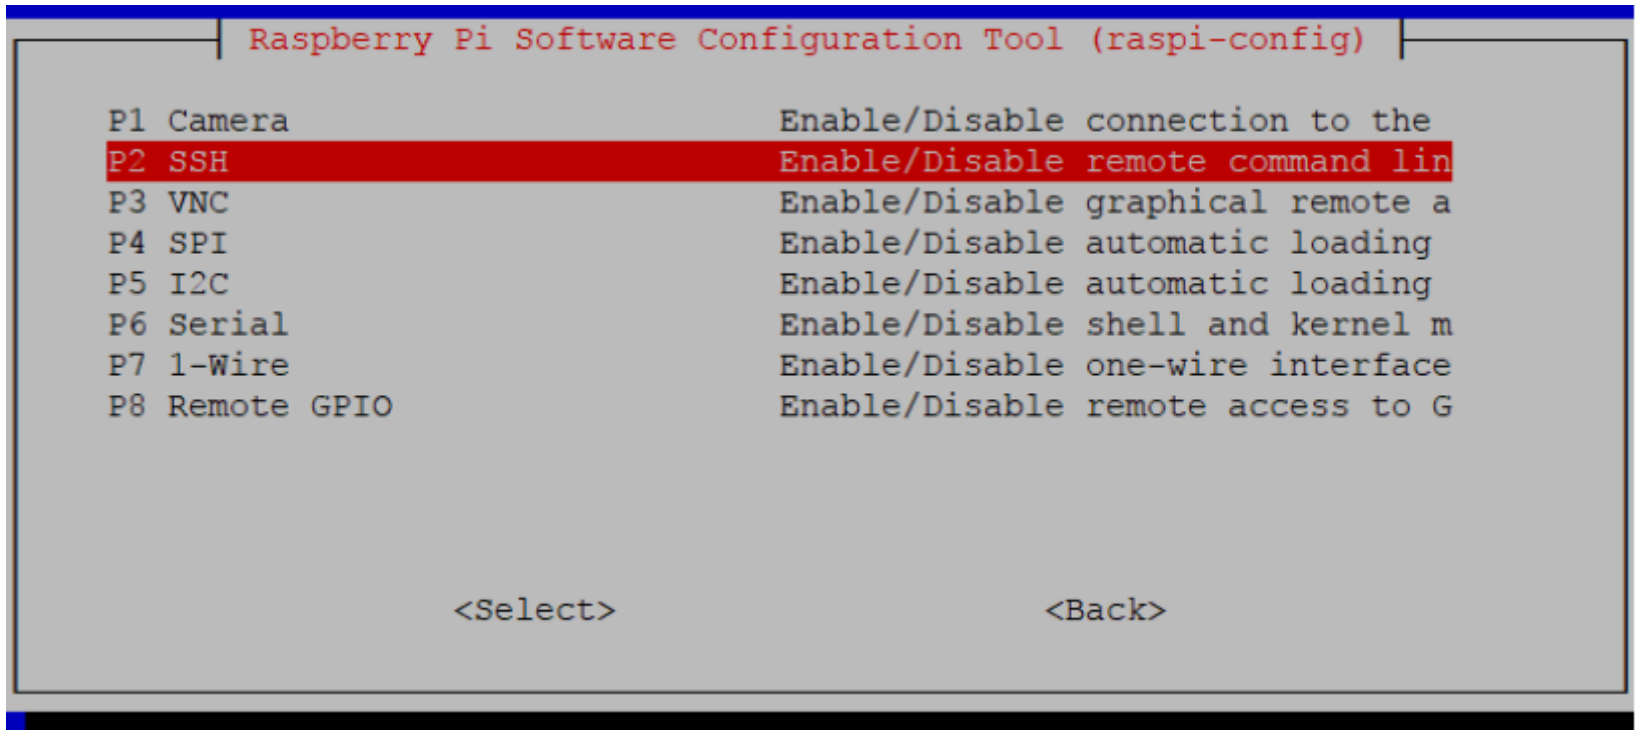 Raspberry Pi Software Configuration Tool (raspi-config)
P1 Camera Enable/Disable connection to the
P2 SSH Enable/Disable remote command lin
P3 VNC Enable/Disable graphical remote a
P4 SPI Enable/Disable automatic loading
P5 I2C Enable/Disable automatic loading
P6 Serial Enable/Disable shell and kernel m
P7 1-Wire Enable/Disable one-wire interface
P8 Remote GPIO Enable/Disable remote access to G
<Select> <Back>